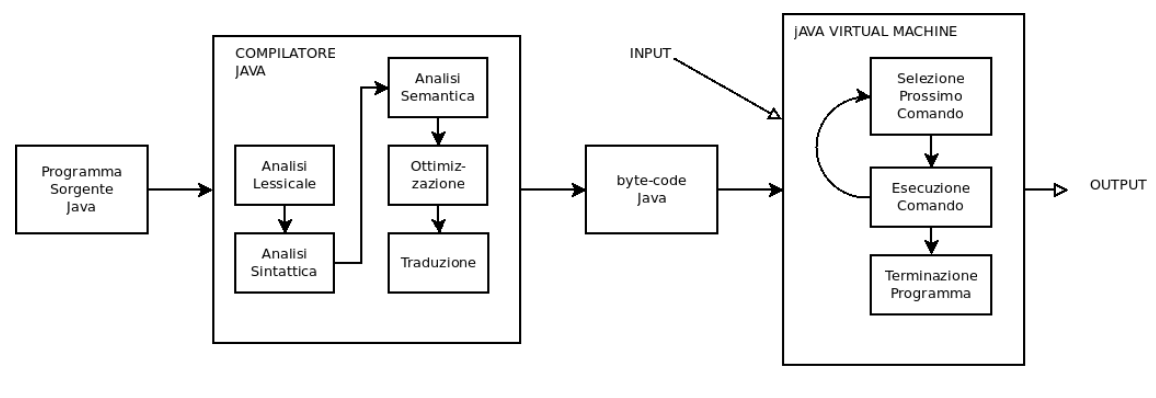 Programma
Sorgente
Java
COMPILATORE
JAVA
Analisi
Lessicale
Analisi
Sintattica
Analisi
Semantica
Ottimiz-
zazione
Traduzione
byte-code
Java
INPUT
jAVA VIRTUAL MACHINE
Selezione
Prossimo
Comando
Esecuzione
Comando
Terminazione
Programma
OUTPUT